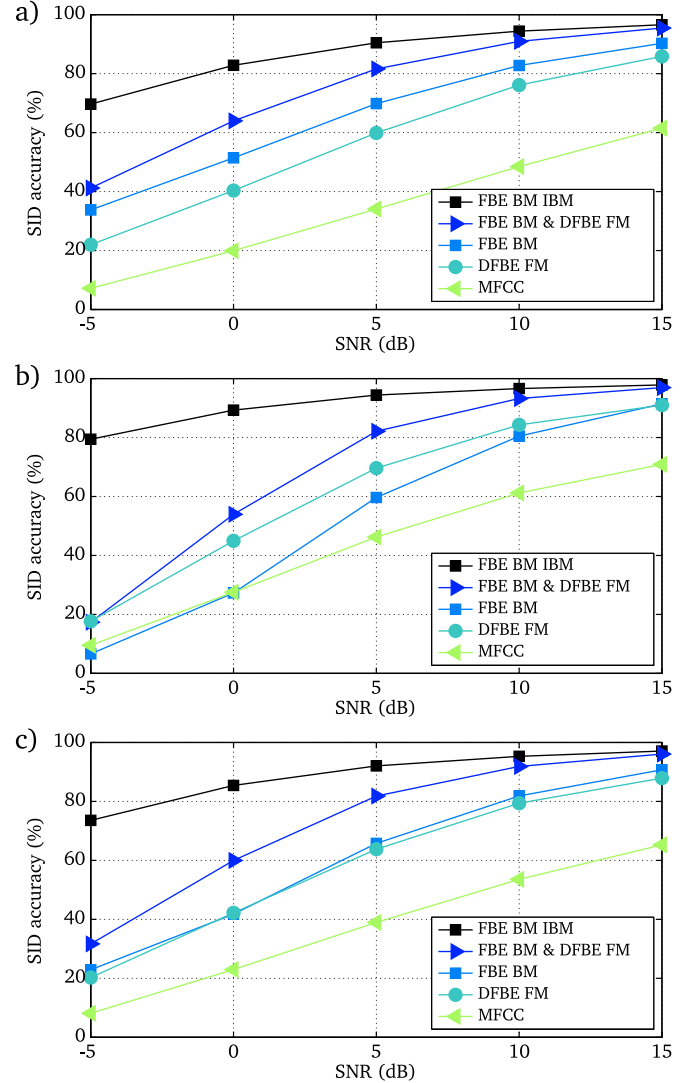 a)
SID accuracy (%)
100
80
60
40
20
0
-5
0
5
10
15
SNR (dB)
FBE BM IBM
FBE BM & DFBE FM
FBE BM
DFBE FM
MFCC
b)
SID accuracy (%)
100
80
60
40
20
0
-5
0
5
10
15
SNR (dB)
FBE BM IBM
FBE BM & DFBE FM
FBE BM
DFBE FM
MFCC
c)
SID accuracy (%)
100
80
60
40
20
0
-5
0
5
10
15
SNR (dB)
FBE BM IBM
FBE BM & DFBE FM
FBE BM
DFBE FM
MFCC